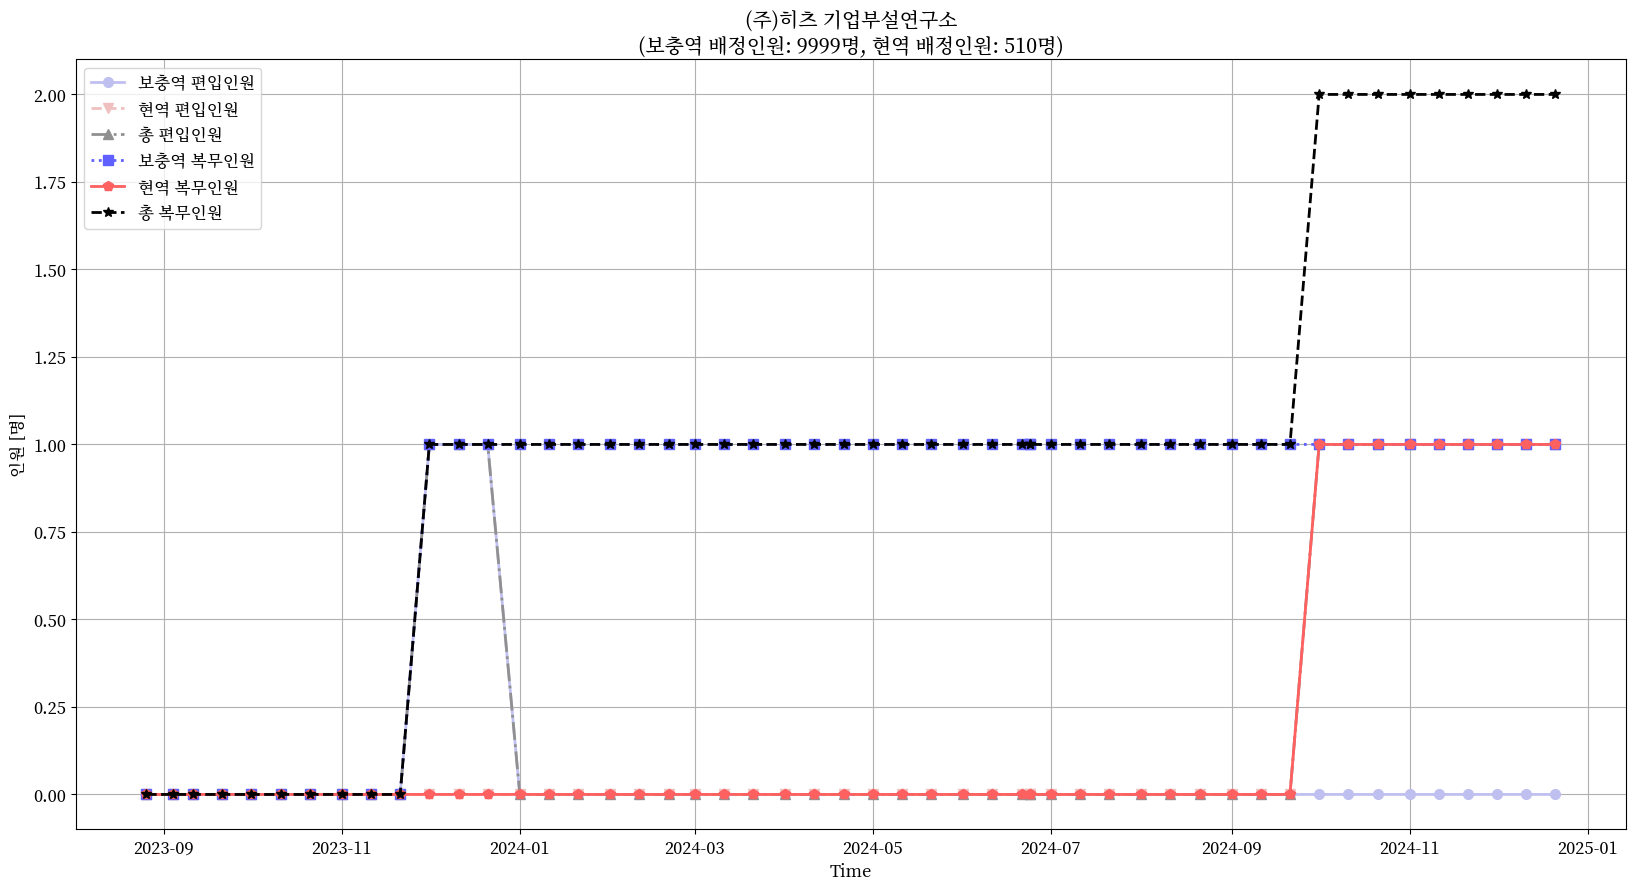 (주)히츠 기업부설연구소
(보충역 배정인원: 9999명, 현역 배정인원: 510명)
보충역 편입인원
현역 편입인원
총 편입인원
보충역 복무인원
현역 복무인원
총 복무인원
2.00
1.75
1.50
1.25
1.00
0.75
0.50
0.25
0.00
인원 [명]
2023-09 2023-11 2024-01 2024-03 2024-05 2024-07 2024-09 2024-11 2025-01
Time